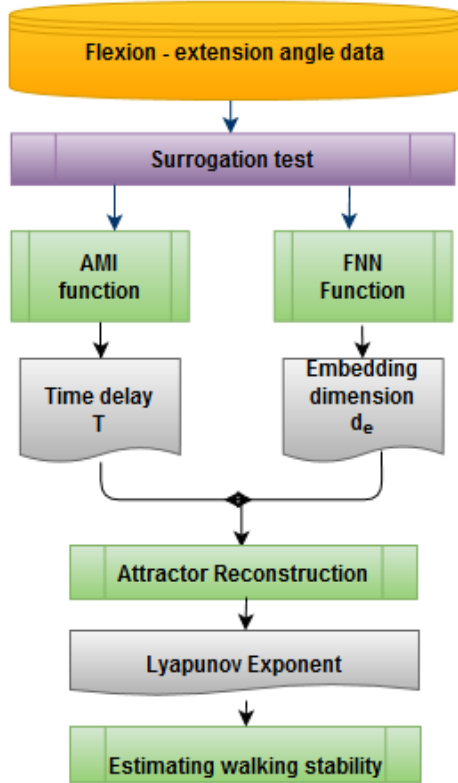 Flexion - extension angle data
Surrogation test
AMI
function
FNN
Function
Time delay
T
Embedding
dimension
dₑ
Attractor Reconstruction
Lyapunov Exponent
Estimating walking stability